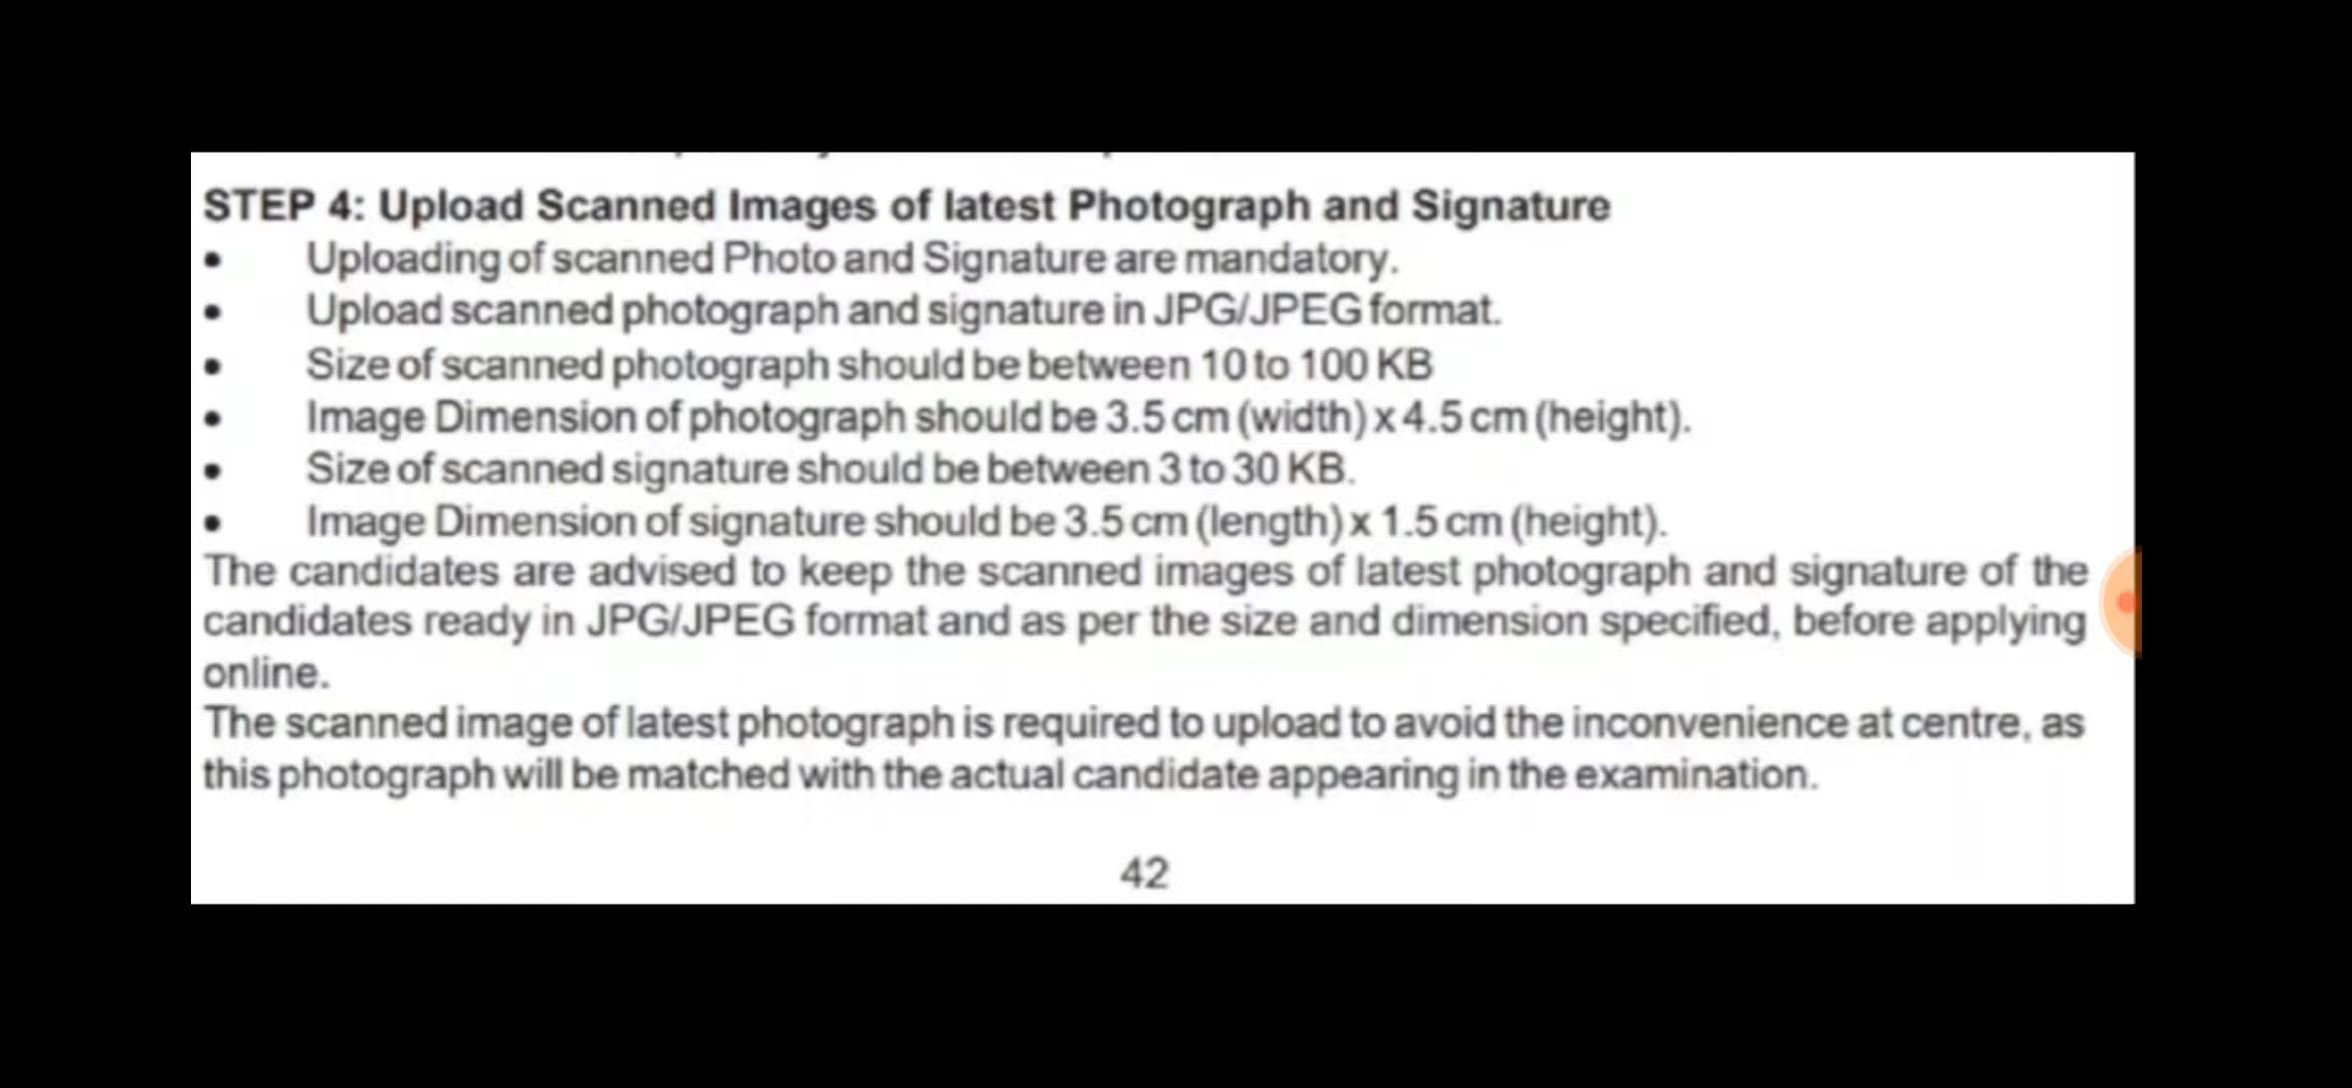 STEP 4: Upload Scanned Images of latest Photograph and Signature
• Uploading of scanned Photo and Signature are mandatory.
• Upload scanned photograph and signature in JPG/JPEG format.
• Size of scanned photograph should be between 10 to 100 KB
• Image Dimension of photograph should be 3.5 cm (width) x 4.5 cm (height).
• Size of scanned signature should be between 3 to 30 KB.
• Image Dimension of signature should be 3.5 cm (length) x 1.5 cm (height).
The candidates are advised to keep the scanned images of latest photograph and signature of the
candidates ready in JPG/JPEG format and as per the size and dimension specified, before applying
online.
The scanned image of latest photograph is required to upload to avoid the inconvenience at centre, as
this photograph will be matched with the actual candidate appearing in the examination.
42